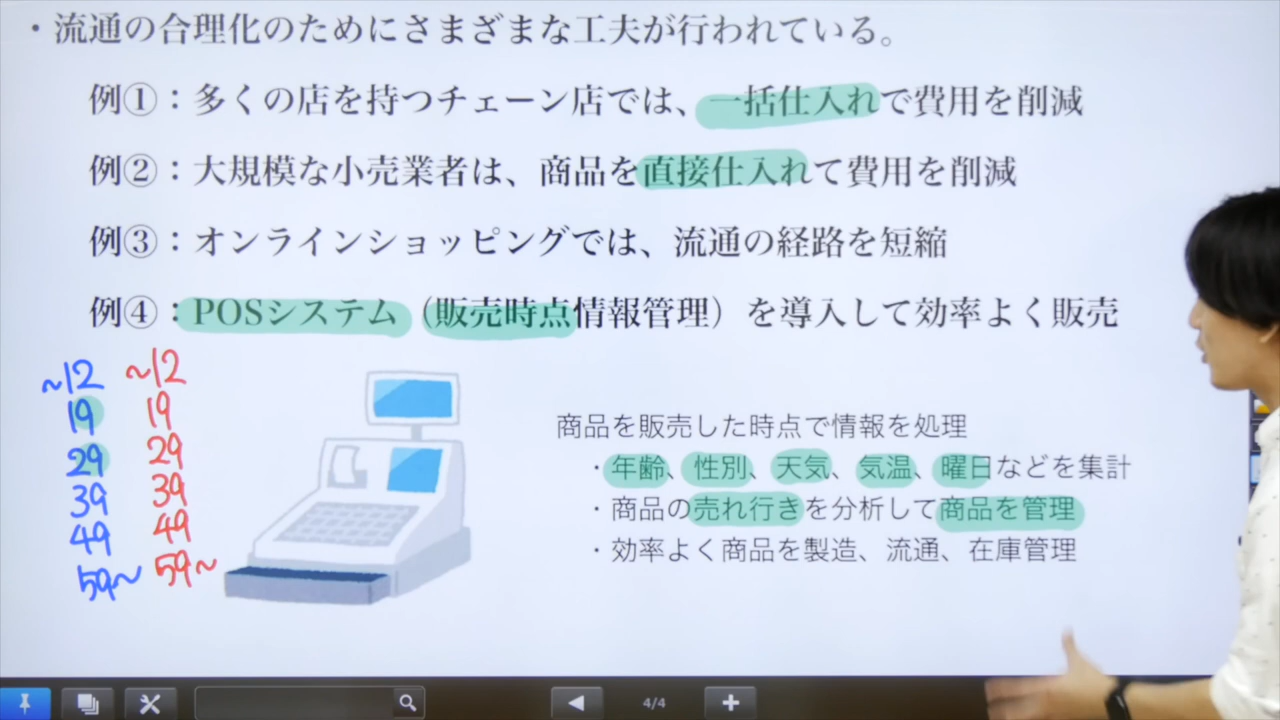 ・流通の合理化のためにさまざまな工夫が行われている。
例①：多くの店を持つチェーン店では、一括仕入れで費用を削減
例②：大規模な小売業者は、商品を直接仕入れて費用を削減
例③：オンラインショッピングでは、流通の経路を短縮
例④：POSシステム（販売時点情報管理）を導入して効率よく販売
~12 ~12
19 19
29 29
39 39
49 49
59~ 59~
商品を販売した時点で情報を処理
・年齢、性別、天気、気温、曜日などを集計
・商品の売れ行きを分析して商品を管理
・効率よく商品を製造、流通、在庫管理
4/4